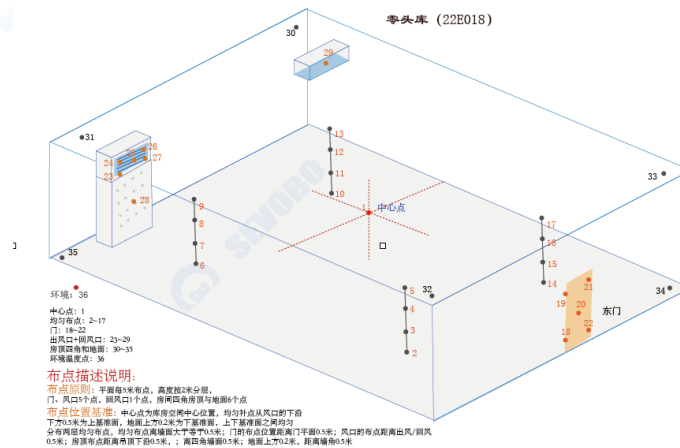 零头库 (22E018)
30
29
31
13
12
11
10
26
25
27
24
23
28
33
1
中心点
9
8
7
6
17
16
15
14
35
环境：36
32
5
4
3
2
34
21
19
20
东门
22
18
中心点：1
均匀布点：2~17
门：18~22
出风口+回风口：23~29
房顶四角和地面：30~35
环境温度点：36
布点描述说明:
布点原则：平面每5米布点，高度按2米分层，
门、风口5个点，回风口1个点，房间四角房顶与地面6个点
布点位置基准：中心点为库房空间中心位置，均匀补点从风口的下沿
下方0.5米为上基准面，地面上方0.2米为下基准面，上下基准面之间均匀
分布两层均匀布点，均匀布点离墙面大于等于0.5米；门的布点位置距离门平面0.5米；风口的布点距离出风/回风
0.5米；房顶布点距离吊顶下沿0.5米，；离四角墙面0.5米；地面上方0.2米，距离墙角0.5米
SEWOBO